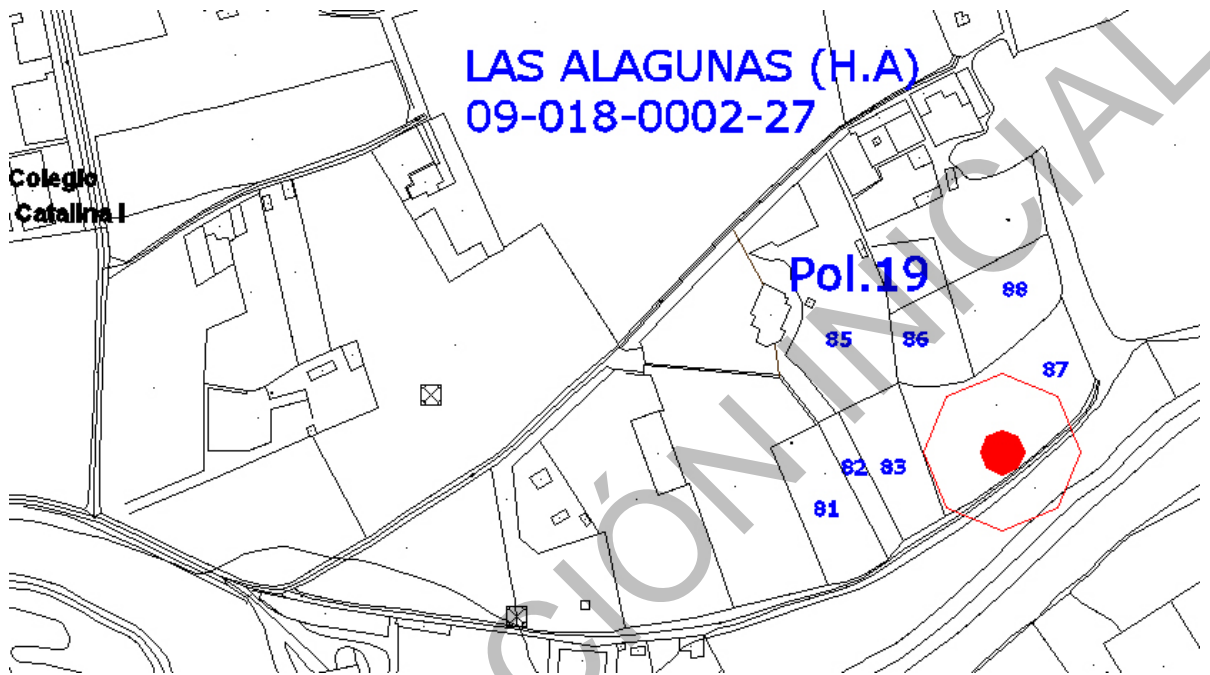 LAS ALAGUNAS (H.A)
09-018-0002-27
Colegio
Catalina I
Pol.19
88
85
86
87
82
83
81
CIÓN INICIAL